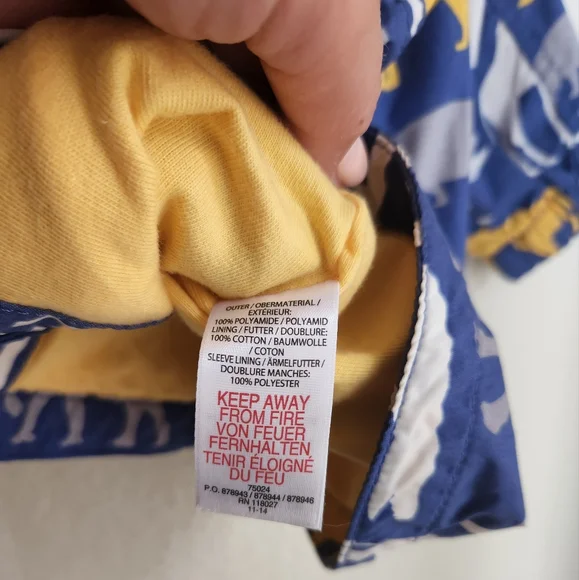 OUTER / OBERMATERIAL /
EXTÉRIEUR:
100% POLYAMIDE / POLYAMID
LINING / FUTTER / DOUBLURE:
100% COTTON / BAUMWOLLE
/ COTON
SLEEVE LINING / ÄRMELFUTTER /
DOUBLURE MANCHES:
100% POLYESTER
KEEP AWAY
FROM FIRE
VON FEUER
FERNHALTEN
TENIR ÉLOIGNÉ
DU FEU
75024
P.O. 878943 / 878944 / 878946
RN 118027
11-14